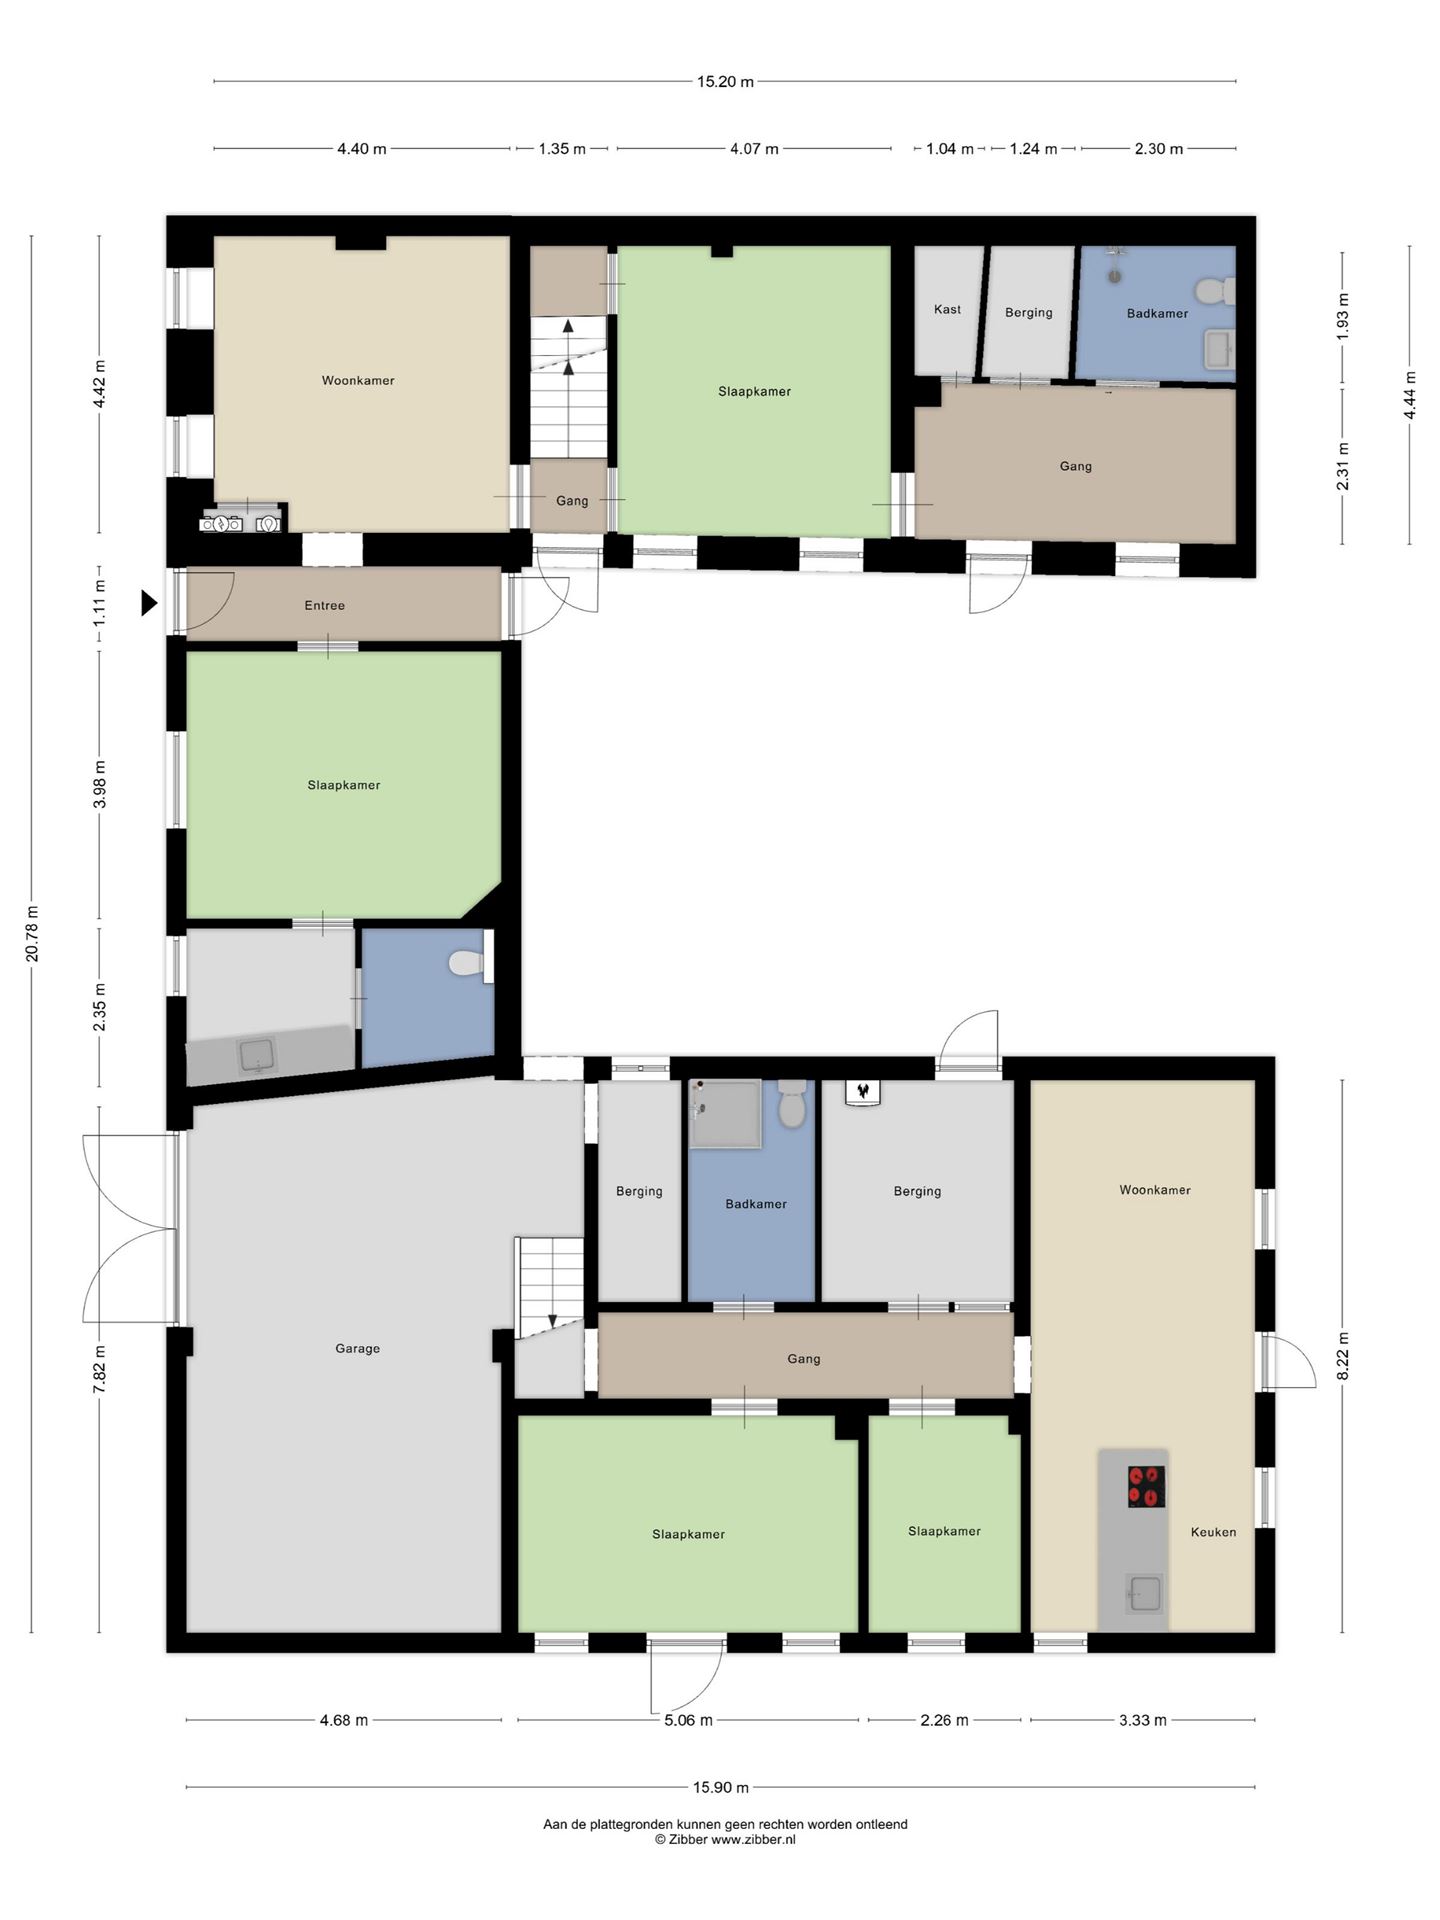 15.20 m
4.40 m
1.35 m
4.07 m
1.04 m
1.24 m
2.30 m
4.42 m
1.11 m
3.98 m
2.35 m
7.82 m
20.78 m
1.93 m
2.31 m
4.44 m
8.22 m
Woonkamer
Gang
Slaapkamer
Kast
Berging
Badkamer
Gang
Entree
Slaapkamer
Garage
Berging
Badkamer
Berging
Woonkamer
Gang
Slaapkamer
Slaapkamer
Keuken
4.68 m
5.06 m
2.26 m
3.33 m
15.90 m
Aan de plattegronden kunnen geen rechten worden ontleend
© Zibber www.zibber.nl